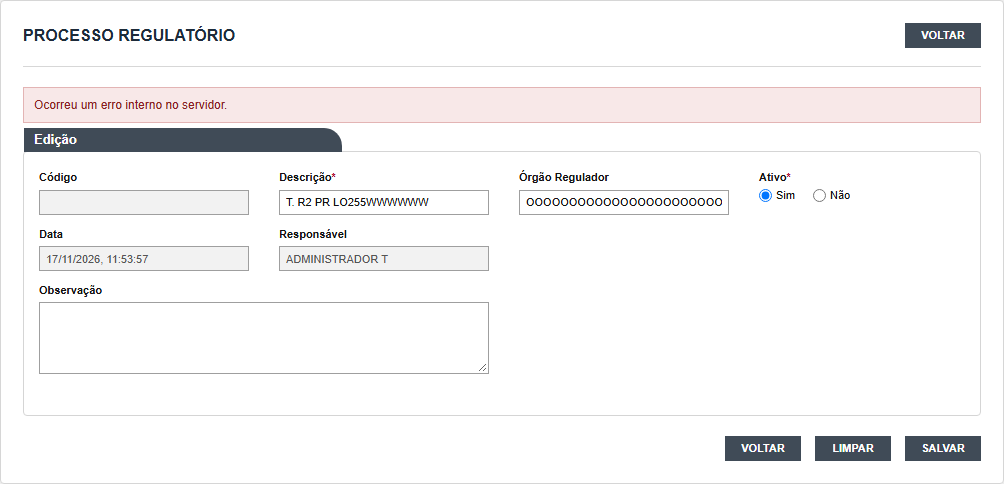 PROCESSO REGULATÓRIO
VOLTAR
Ocorreu um erro interno no servidor.
Edição
Código
Descrição*
Órgão Regulador
Ativo*
T. R2 PR LO255WWWWWW
OOOOOOOOOOOOOOOOOOOOOOO
Sim
Não
Data
Responsável
17/11/2026, 11:53:57
ADMINISTRADOR T
Observação
VOLTAR
LIMPAR
SALVAR